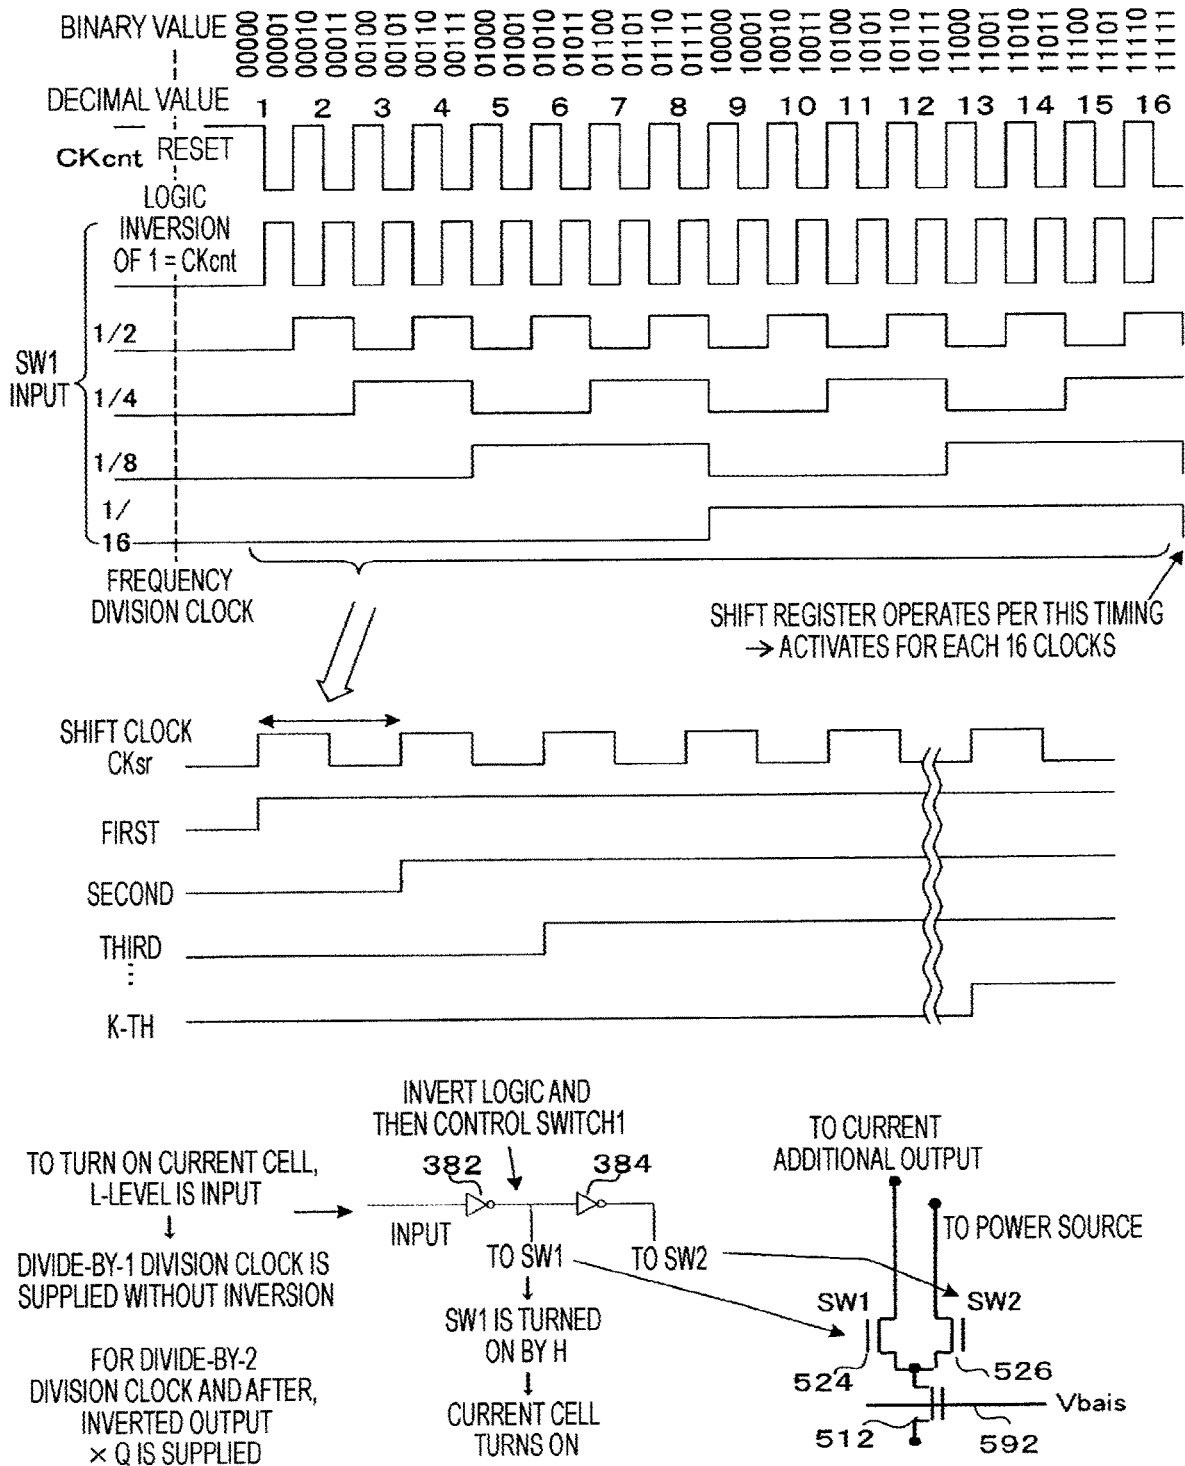 BINARY VALUE
00000 00001 00010 00011 00100 00101 00110 00111 01000 01001 01010 01011 01100 01101 01110 01111 10000 10001 10010 10011 10100 10101 10110 10111 11000 11001 11010 11011 11100 11101 11110 11111
DECIMAL VALUE 1 2 3 4 5 6 7 8 9 10 11 12 13 14 15 16
CKcnt RESET
LOGIC
INVERSION
OF 1 = CKcnt
1/2
SW1
INPUT
1/4
1/8
1/
16
FREQUENCY
DIVISION CLOCK
SHIFT REGISTER OPERATES PER THIS TIMING
→ ACTIVATES FOR EACH 16 CLOCKS
SHIFT CLOCK
CKsr
FIRST
SECOND
THIRD
⋮
K-TH
INVERT LOGIC AND
THEN CONTROL SWITCH1
TO TURN ON CURRENT CELL,
L-LEVEL IS INPUT
↓
DIVIDE-BY-1 DIVISION CLOCK IS
SUPPLIED WITHOUT INVERSION
FOR DIVIDE-BY-2
DIVISION CLOCK AND AFTER,
INVERTED OUTPUT
× Q IS SUPPLIED
382 384
INPUT
TO SW1 TO SW2
↓
SW1 IS TURNED
ON BY H
↓
CURRENT CELL
TURNS ON
TO CURRENT
ADDITIONAL OUTPUT
TO POWER SOURCE
SW1 SW2
524 526
Vbais
512 592